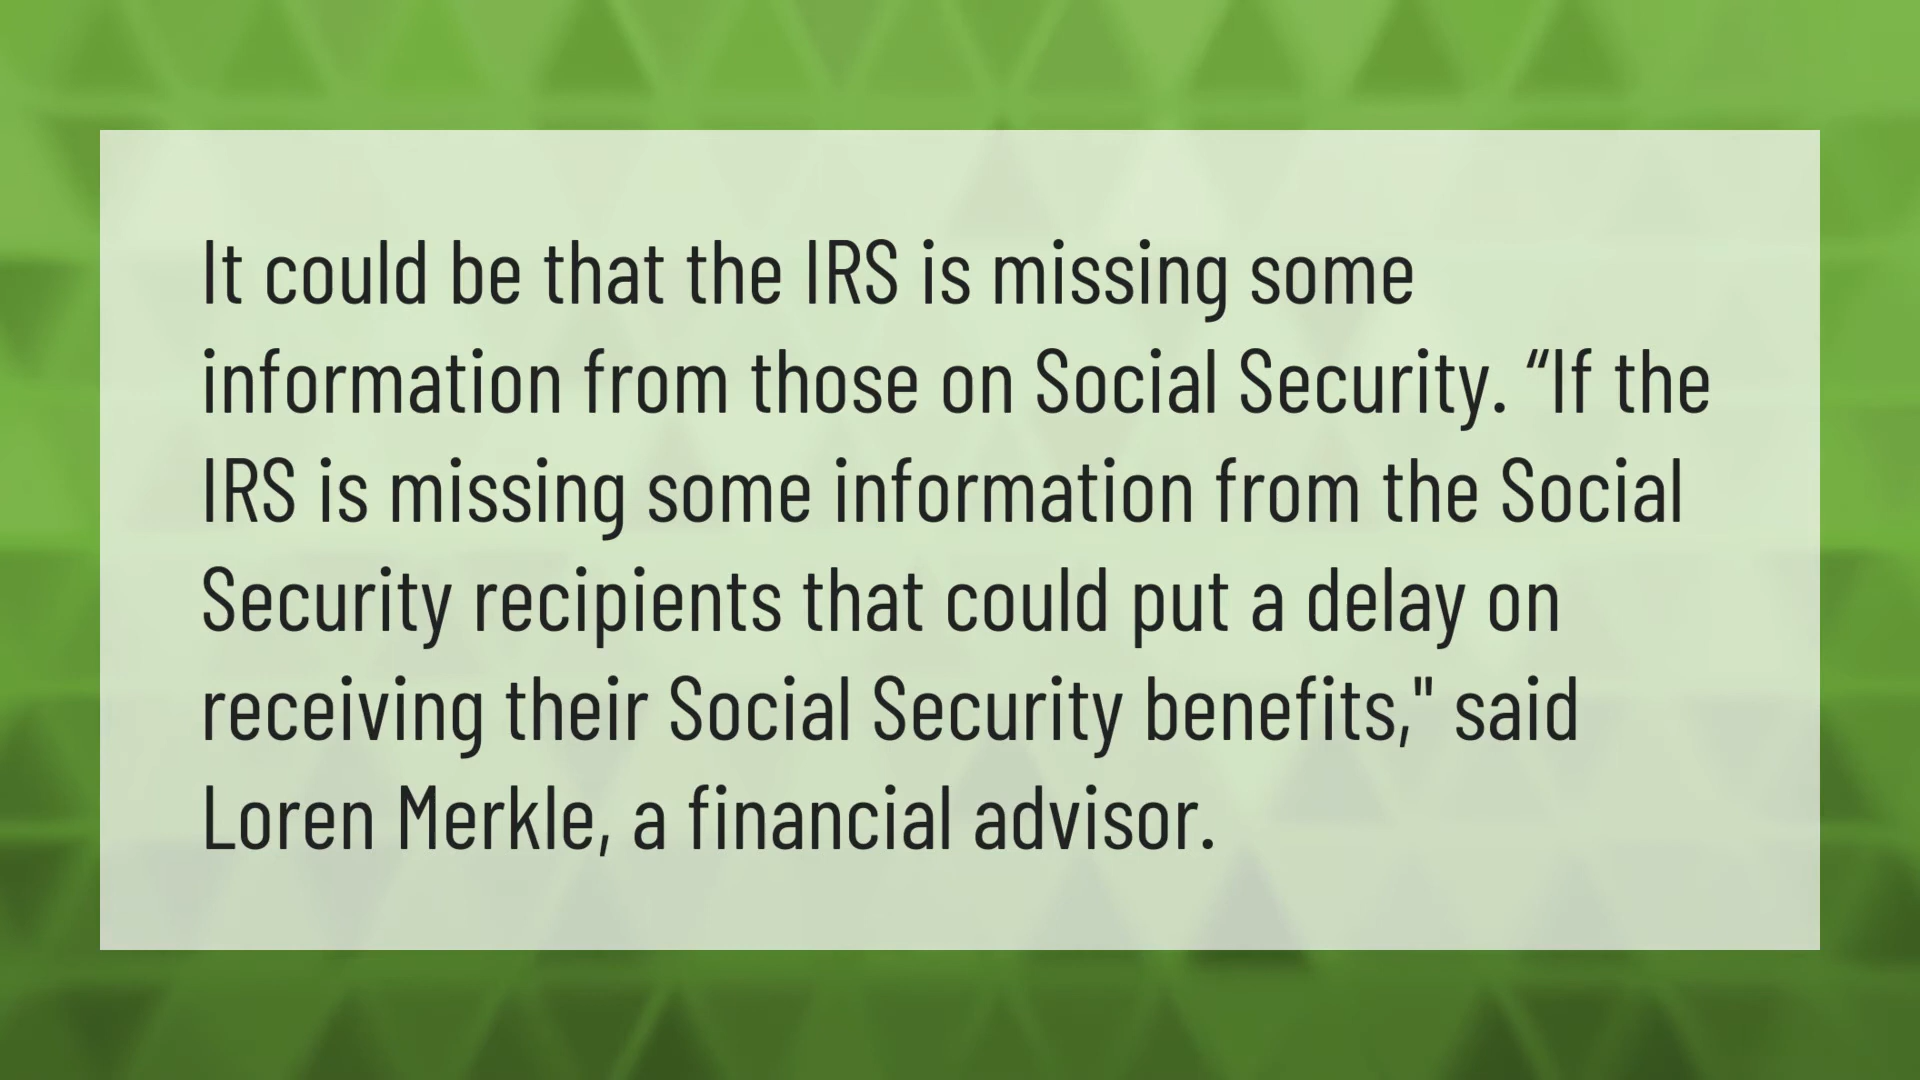 It could be that the IRS is missing some
information from those on Social Security. “If the
IRS is missing some information from the Social
Security recipients that could put a delay on
receiving their Social Security benefits," said
Loren Merkle, a financial advisor.